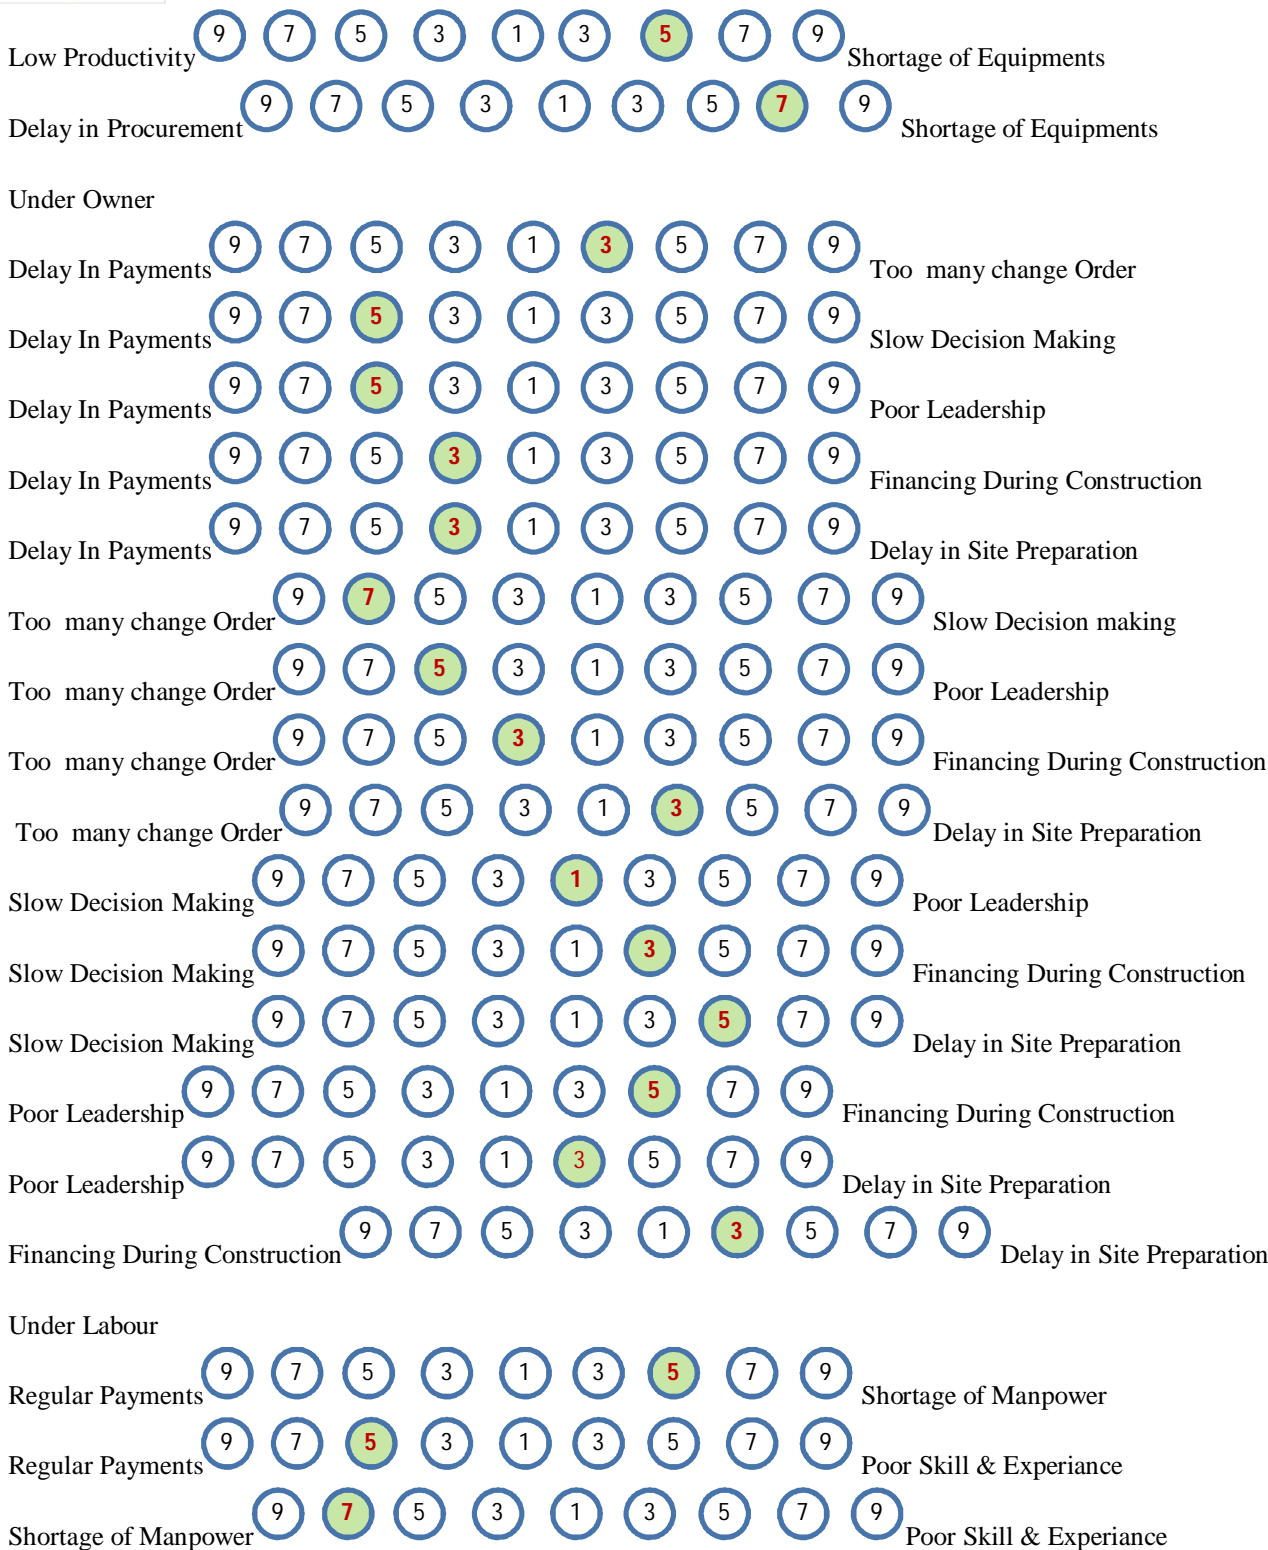 Low Productivity 9 7 5 3 1 3 5 7 9 Shortage of Equipments
Delay in Procurement 9 7 5 3 1 3 5 7 9 Shortage of Equipments
Under Owner
Delay In Payments 9 7 5 3 1 3 5 7 9 Too many change Order
Delay In Payments 9 7 5 3 1 3 5 7 9 Slow Decision Making
Delay In Payments 9 7 5 3 1 3 5 7 9 Poor Leadership
Delay In Payments 9 7 5 3 1 3 5 7 9 Financing During Construction
Delay In Payments 9 7 5 3 1 3 5 7 9 Delay in Site Preparation
Too many change Order 9 7 5 3 1 3 5 7 9 Slow Decision making
Too many change Order 9 7 5 3 1 3 5 7 9 Poor Leadership
Too many change Order 9 7 5 3 1 3 5 7 9 Financing During Construction
Too many change Order 9 7 5 3 1 3 5 7 9 Delay in Site Preparation
Slow Decision Making 9 7 5 3 1 3 5 7 9 Poor Leadership
Slow Decision Making 9 7 5 3 1 3 5 7 9 Financing During Construction
Slow Decision Making 9 7 5 3 1 3 5 7 9 Delay in Site Preparation
Poor Leadership 9 7 5 3 1 3 5 7 9 Financing During Construction
Poor Leadership 9 7 5 3 1 3 5 7 9 Delay in Site Preparation
Financing During Construction 9 7 5 3 1 3 5 7 9 Delay in Site Preparation
Under Labour
Regular Payments 9 7 5 3 1 3 5 7 9 Shortage of Manpower
Regular Payments 9 7 5 3 1 3 5 7 9 Poor Skill & Experiance
Shortage of Manpower 9 7 5 3 1 3 5 7 9 Poor Skill & Experiance